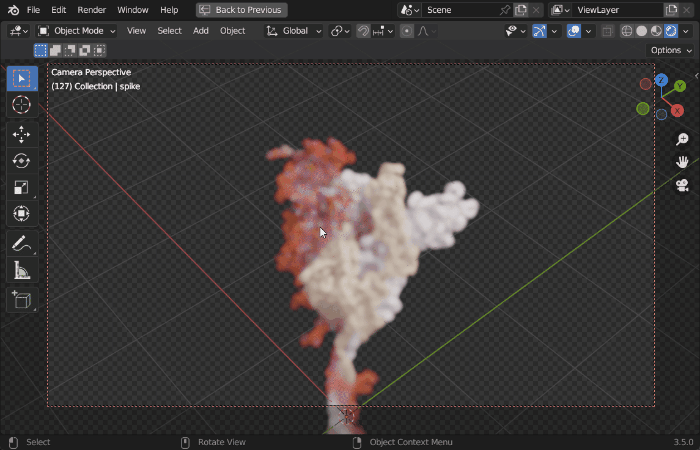 File Edit Render Window Help Back to Previous Scene ViewLayer
Object Mode View Select Add Object Global
Options
Camera Perspective
(127) Collection | spike
Z
Y
X
Select Rotate View Object Context Menu 3.5.0